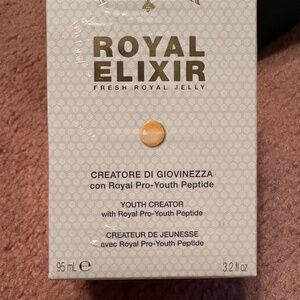 ROYAL
ELIXIR
FRESH ROYAL JELLY
CREATORE DI GIOVINEZZA
con Royal Pro-Youth Peptide
YOUTH CREATOR
with Royal Pro-Youth Peptide
CREATEUR DE JEUNESSE
avec Royal Pro-Youth Peptide
95 mL ℮ 3.2 fl oz